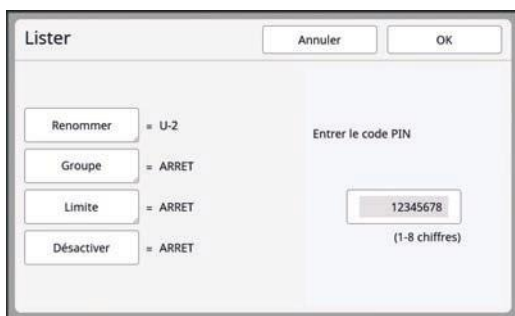 Lister
Annuler
OK
Renommer = U-2
Entrer le code PIN
Groupe = ARRET
Limite = ARRET
12345678
(1-8 chiffres)
Désactiver = ARRET